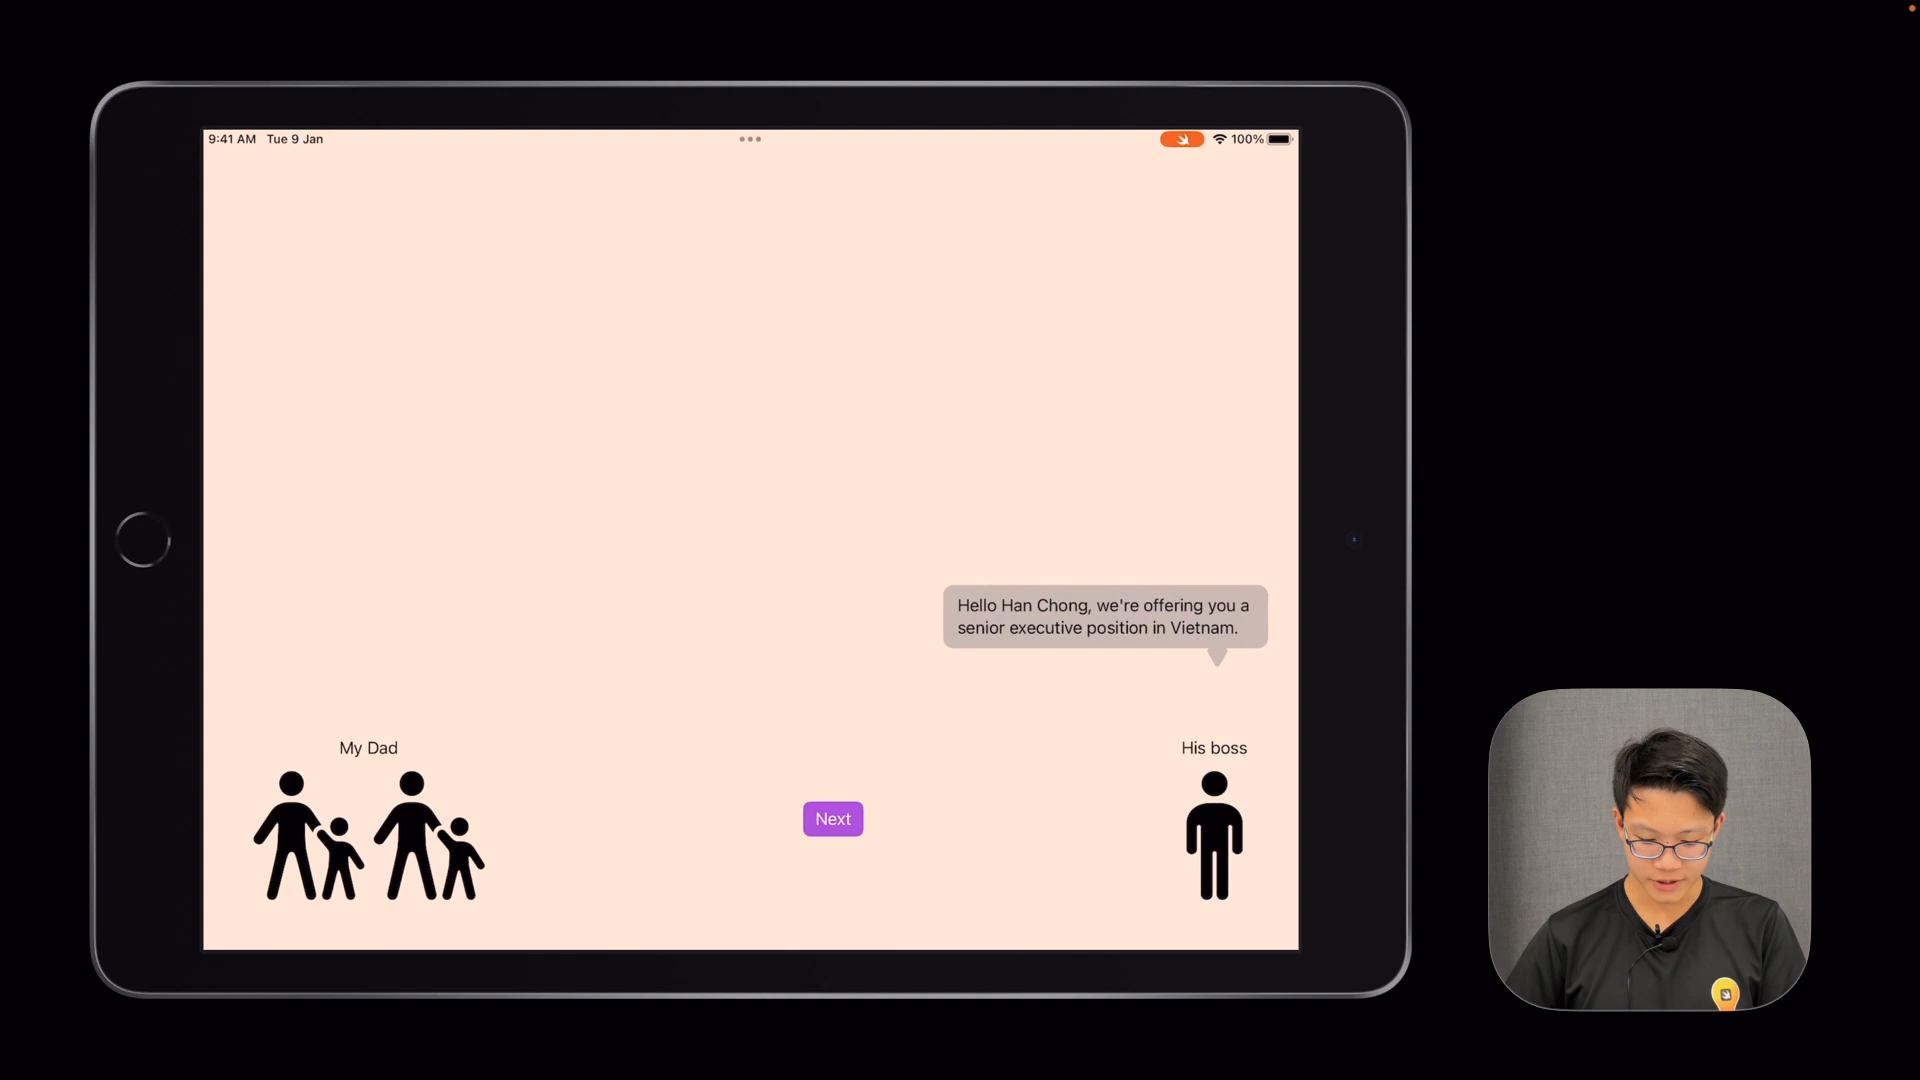 9:41 AM Tue 9 Jan
100%
Hello Han Chong, we're offering you a
senior executive position in Vietnam.
My Dad
His boss
Next